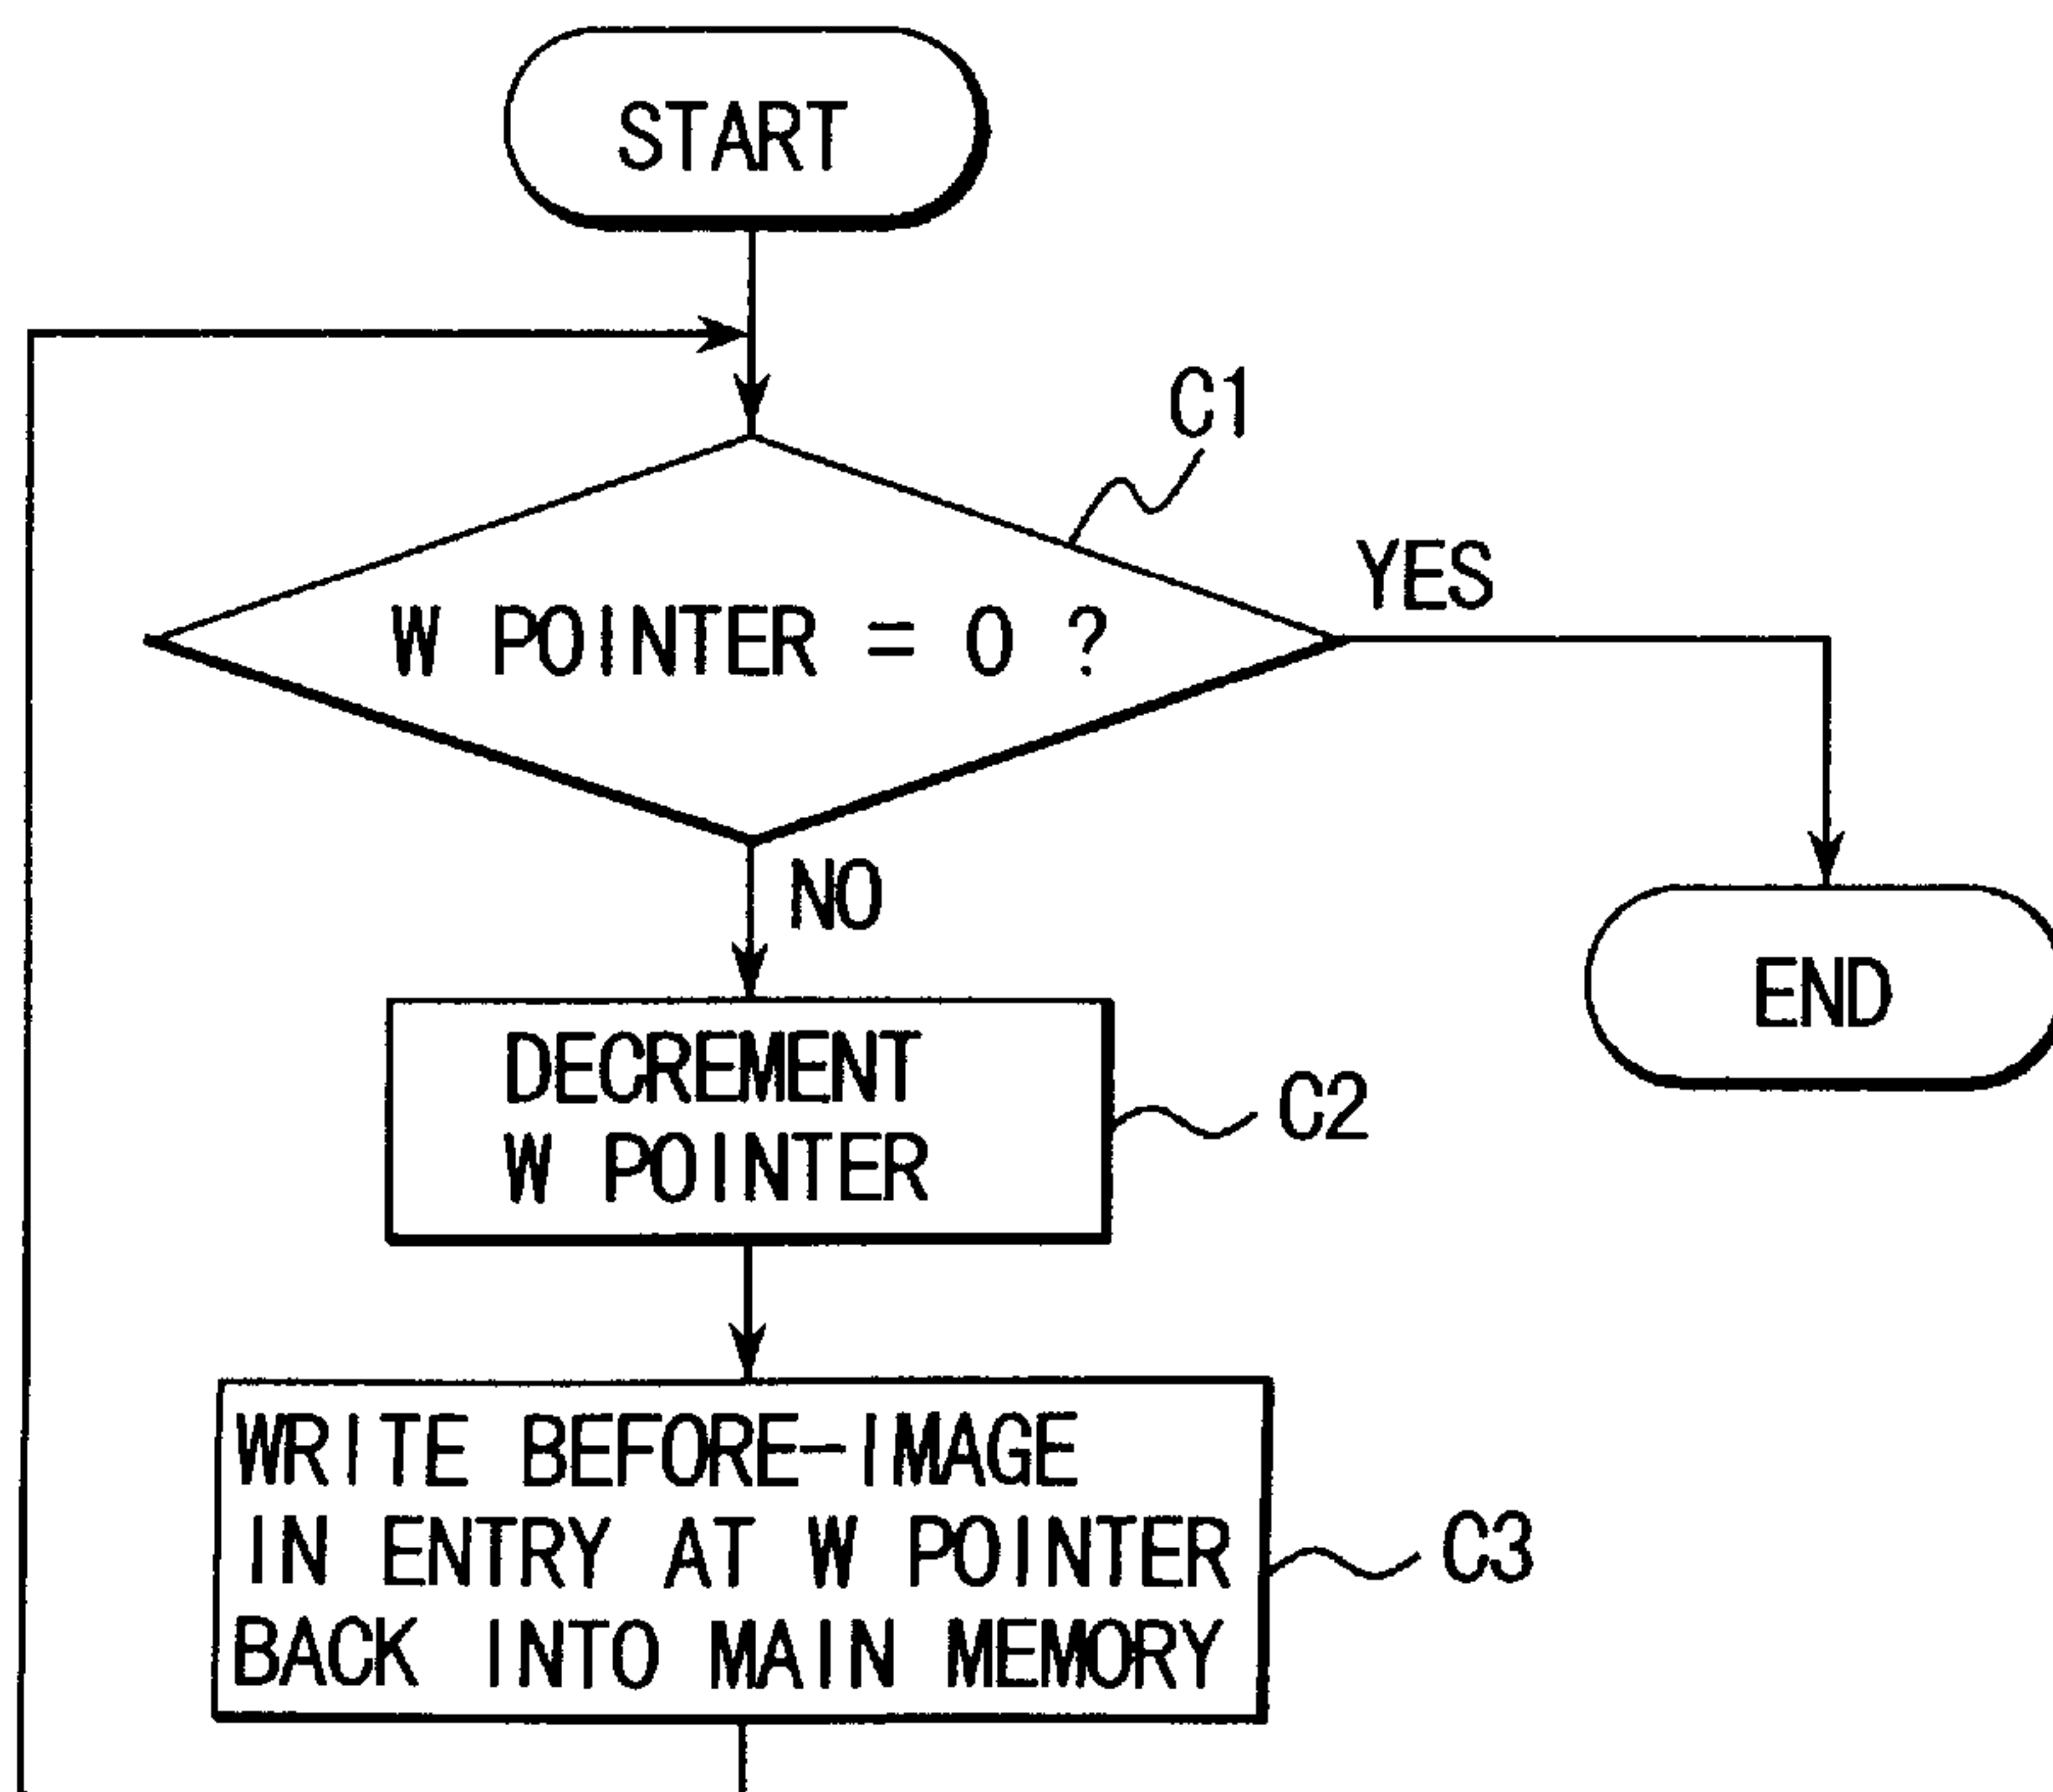 START
C1
YES
W POINTER = 0 ?
NO
END
DECREMENT
W POINTER
C2
WRITE BEFORE-IMAGE
IN ENTRY AT W POINTER
BACK INTO MAIN MEMORY
C3